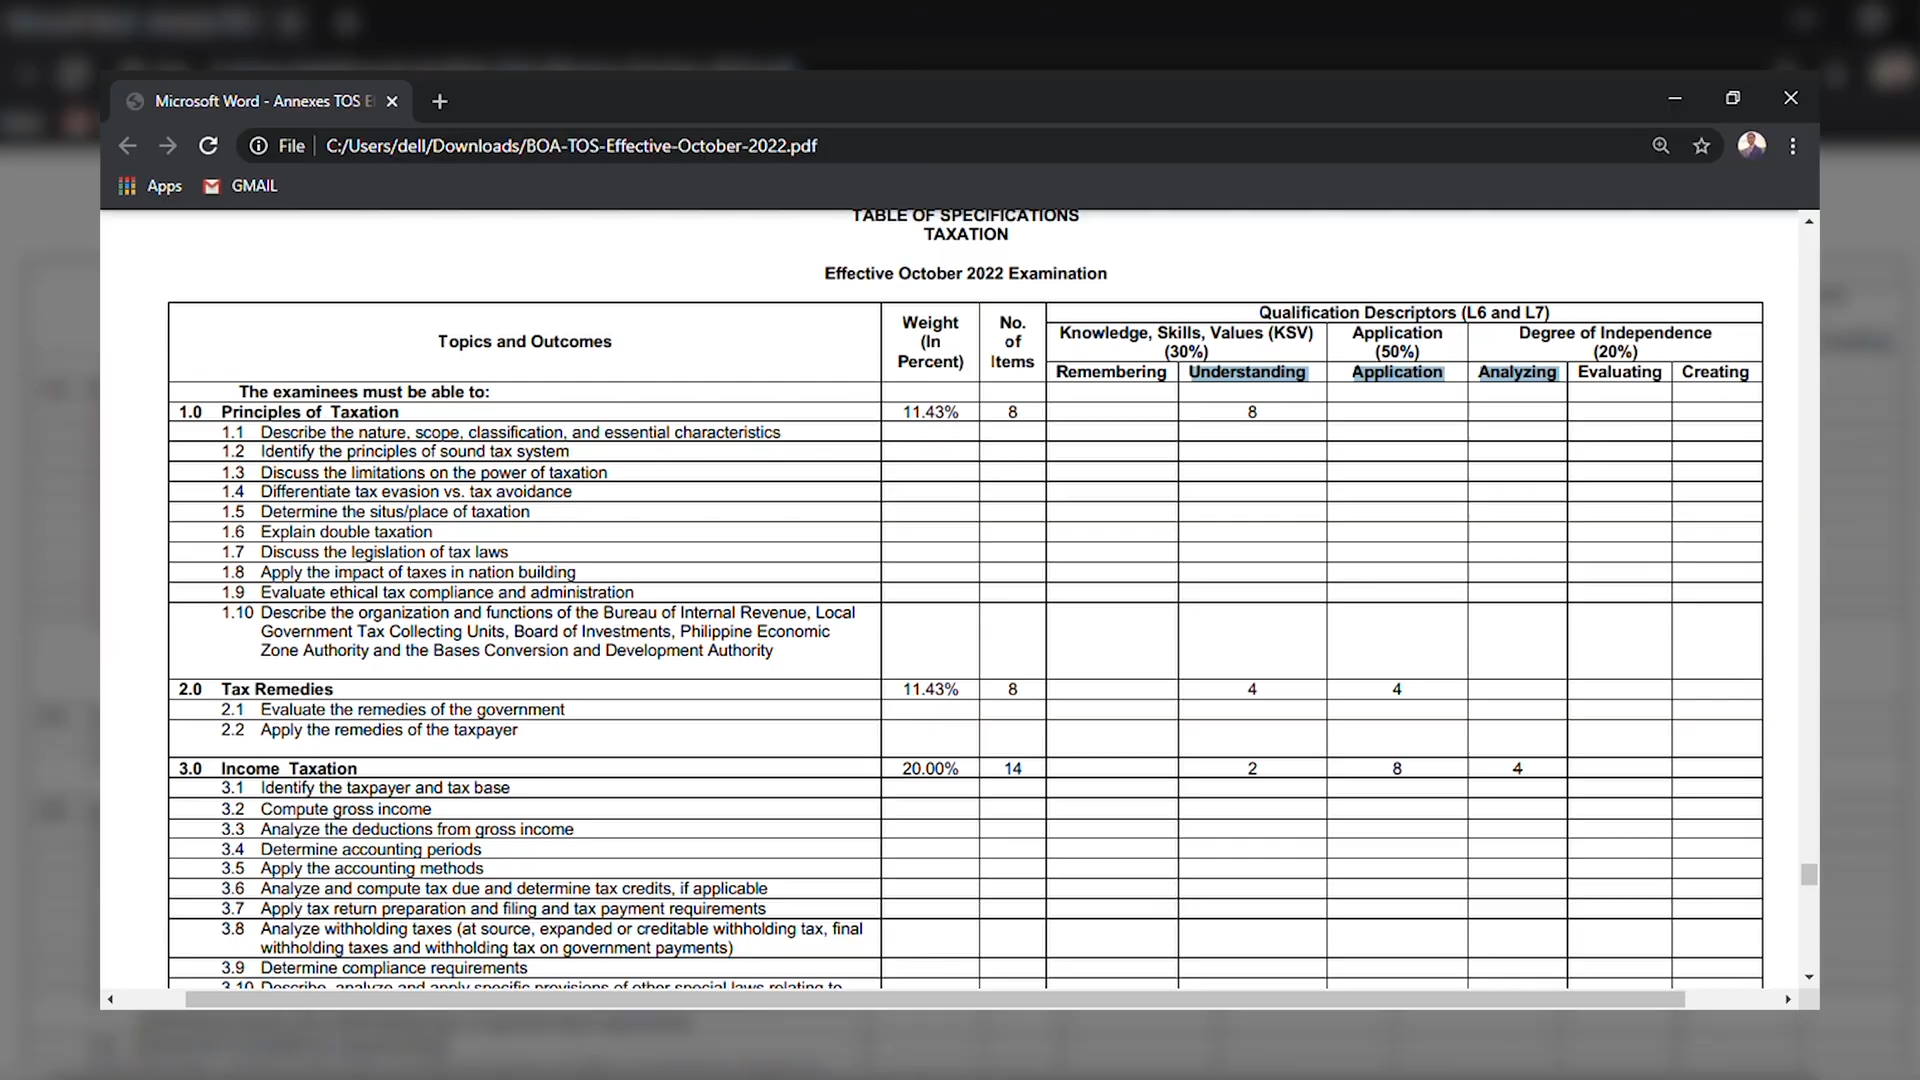 Microsoft Word - Annexes TOS E
File C:/Users/dell/Downloads/BOA-TOS-Effective-October-2022.pdf
Apps GMAIL
TABLE OF SPECIFICATIONS
TAXATION
Effective October 2022 Examination
Topics and Outcomes
Weight (In Percent)
No. of Items
Qualification Descriptors (L6 and L7)
Knowledge, Skills, Values (KSV) (30%)
Application (50%)
Degree of Independence (20%)
Remembering Understanding Application Analyzing Evaluating Creating
The examinees must be able to:
1.0 Principles of Taxation 11.43% 8 8
1.1 Describe the nature, scope, classification, and essential characteristics
1.2 Identify the principles of sound tax system
1.3 Discuss the limitations on the power of taxation
1.4 Differentiate tax evasion vs. tax avoidance
1.5 Determine the situs/place of taxation
1.6 Explain double taxation
1.7 Discuss the legislation of tax laws
1.8 Apply the impact of taxes in nation building
1.9 Evaluate ethical tax compliance and administration
1.10 Describe the organization and functions of the Bureau of Internal Revenue, Local
Government Tax Collecting Units, Board of Investments, Philippine Economic
Zone Authority and the Bases Conversion and Development Authority
2.0 Tax Remedies 11.43% 8 4 4
2.1 Evaluate the remedies of the government
2.2 Apply the remedies of the taxpayer
3.0 Income Taxation 20.00% 14 2 8 4
3.1 Identify the taxpayer and tax base
3.2 Compute gross income
3.3 Analyze the deductions from gross income
3.4 Determine accounting periods
3.5 Apply the accounting methods
3.6 Analyze and compute tax due and determine tax credits, if applicable
3.7 Apply tax return preparation and filing and tax payment requirements
3.8 Analyze withholding taxes (at source, expanded or creditable withholding tax, final
withholding taxes and withholding tax on government payments)
3.9 Determine compliance requirements
3.10 Describe, analyze and apply specific provisions of other special laws relating to